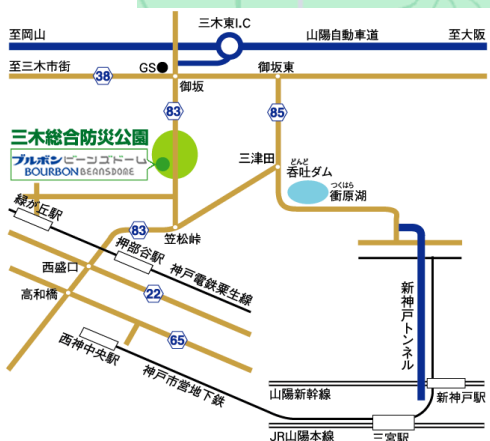 三木東I.C
至岡山
山陽自動車道
至大阪
至三木市街
GS
38
御坂
御坂東
83
85
三木総合防災公園
ブルボン ビーンズドーム
BOURBON BEANSDOME
三津田
どんど
呑吐ダム
つくはら
衝原湖
緑が丘駅
83
笠松峠
押部谷駅
西盛口
神戸電鉄粟生線
高和橋
22
新神戸トンネル
65
西神中央駅
神戸市営地下鉄
山陽新幹線
新神戸駅
JR山陽本線
三宮駅